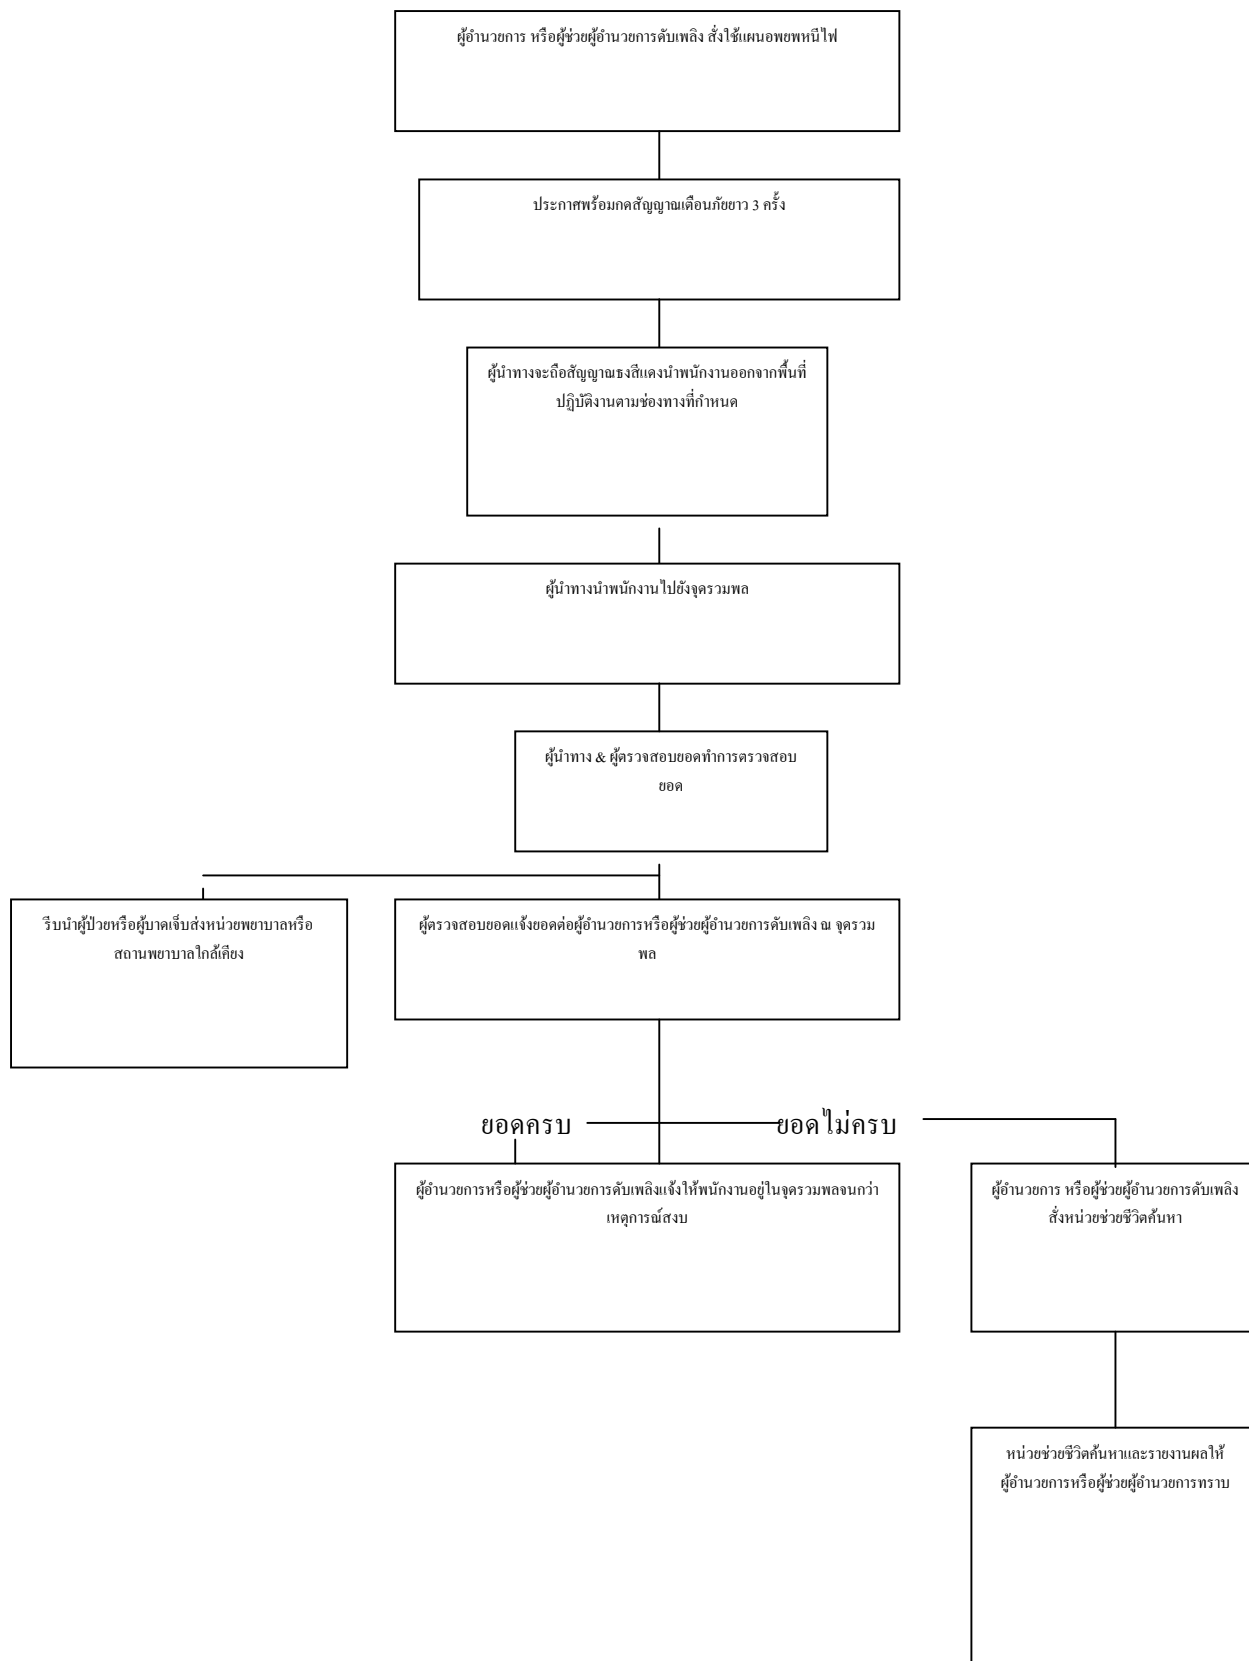 ผู้อำนวยการ หรือผู้ช่วยผู้อำนวยการดับเพลิง สั่งใช้แผนอพยพหนีไฟ
ประกาศพร้อมกดสัญญาณเตือนภัยยาว 3 ครั้ง
ผู้นำทางจะถือสัญญาณธงสีแดงนำพนักงานออกจากพื้นที่
ปฏิบัติงานตามช่องทางที่กำหนด
ผู้นำทางนำพนักงานไปยังจุดรวมพล
ผู้นำทาง & ผู้ตรวจสอบยอดทำการตรวจสอบ
ยอด
รีบนำผู้ป่วยหรือผู้บาดเจ็บส่งหน่วยพยาบาลหรือ
สถานพยาบาลใกล้เคียง
ผู้ตรวจสอบยอดแจ้งยอดต่อผู้อำนวยการหรือผู้ช่วยผู้อำนวยการดับเพลิง ณ จุดรวม
พล
ยอดครบ
ยอดไม่ครบ
ผู้อำนวยการหรือผู้ช่วยผู้อำนวยการดับเพลิงแจ้งให้พนักงานอยู่ในจุดรวมพลจนกว่า
เหตุการณ์สงบ
ผู้อำนวยการ หรือผู้ช่วยผู้อำนวยการดับเพลิง
สั่งหน่วยช่วยชีวิตค้นหา
หน่วยช่วยชีวิตค้นหาและรายงานผลให้
ผู้อำนวยการหรือผู้ช่วยผู้อำนวยการทราบ